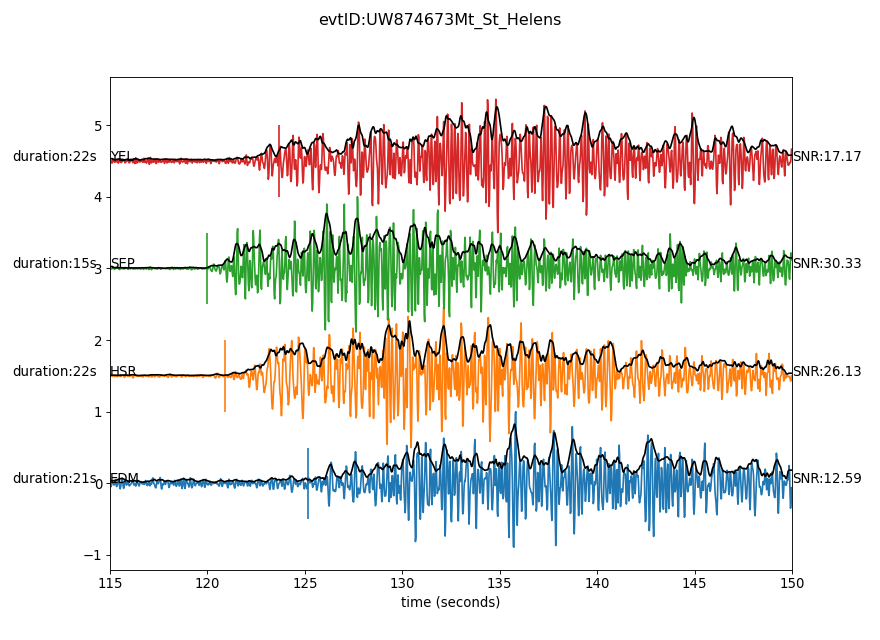 evtID:UW874673Mt_St_Helens
5
duration:22s YEL SNR:17.17
4
duration:15s 3 SEP SNR:30.33
2
duration:22s HSR SNR:26.13
1
duration:21s 0 EDM SNR:12.59
−1
115 120 125 130 135 140 145 150
time (seconds)